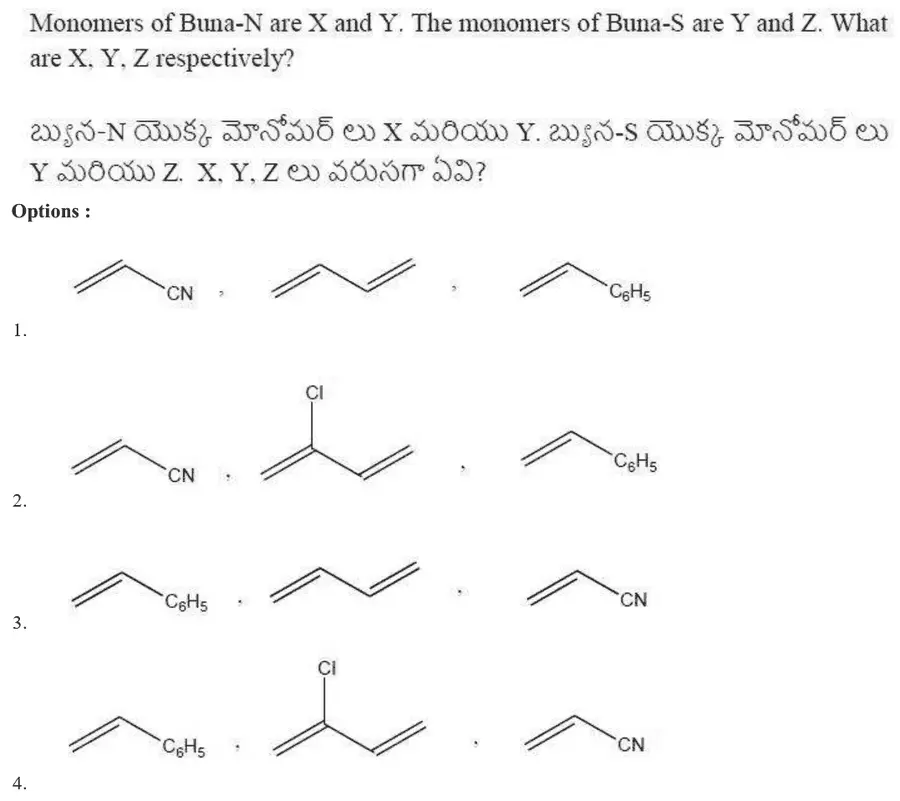 Monomers of Buna-N are X and Y. The monomers of Buna-S are Y and Z. What
are X, Y, Z respectively?
బ్యున-N యొక్క మోనోమర్ లు X మరియు Y. బ్యున-S యొక్క మోనోమర్ లు
Y మరియు Z. X, Y, Z లు వరుసగా ఏవి?
Options :
CN , , C₆H₅
1.
Cl
CN , , C₆H₅
2.
C₆H₅ , , CN
3.
Cl
C₆H₅ , , CN
4.